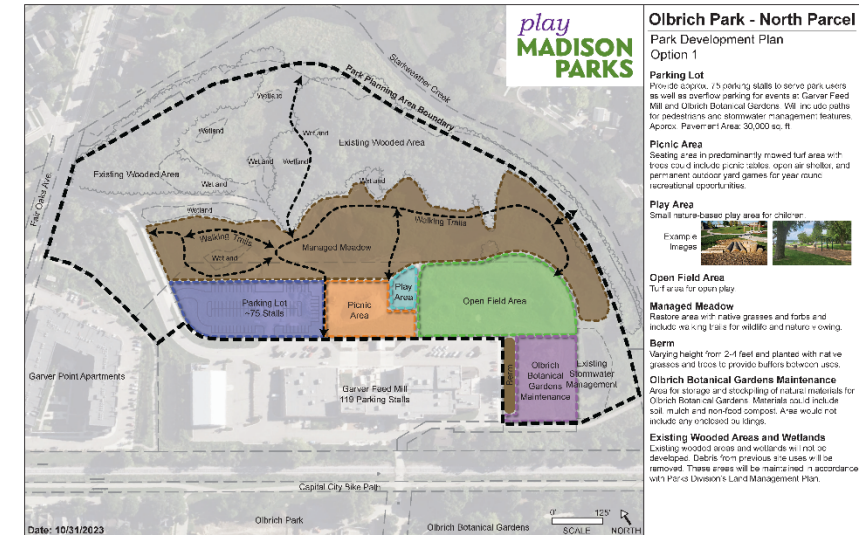 play
MADISON
PARKS
Olbrich Park - North Parcel
Park Development Plan
Option 1
Parking Lot
Provide approx. 75 parking stalls to serve park users
as well as overflow parking for events at Garver Feed
Mill and Olbrich Botanical Gardens. Will include paths
for pedestrians and stormwater management features.
Approx. Pavement Area: 30,000 sq. ft
Picnic Area
Seating area in predominantly mowed turf area with
trees could include picnic tables, open air shelter, and
permanent outdoor yard games for year round
recreational opportunities.
Play Area
Small nature-based play area for children.
Example
Images
Open Field Area
Turf area for open play
Managed Meadow
Restore area with native grasses and forbs and
include walking trails for wildlife and nature viewing.
Berm
Varying height from 2-4 feet and planted with native
grasses and trees to provide buffers between uses.
Olbrich Botanical Gardens Maintenance
Area for storage and stockpiling of natural materials for
Olbrich Botanical Gardens. Materials could include
soil, mulch and non-food compost. Area would not
include any enclosed buildings.
Existing Wooded Areas and Wetlands
Existing wooded areas and wetlands will not be
developed. Debris from previous site uses will be
removed. These areas will be maintained in accordance
with Parks Division's Land Management Plan.
Starkweather Creek
Park Planning Area Boundary
Wetland
Wetland
Wetland
Existing Wooded Area
Wetland
Wetland
Existing Wooded Area
Wetland
Wetland
Fair Oaks Ave.
Wetland
Walking Trails
Walking Trails
Managed Meadow
Wetland
Parking Lot
~75 Stalls
Picnic
Area
Play
Area
Open Field Area
Berm
Olbrich
Botanical
Gardens
Maintenance
Existing
Stormwater
Management
Garver Point Apartments
Garver Feed Mill
119 Parking Stalls
Capital City Bike Path
Olbrich Park
Olbrich Botanical Gardens
0'
125'
SCALE
NORTH
Date: 10/31/2023